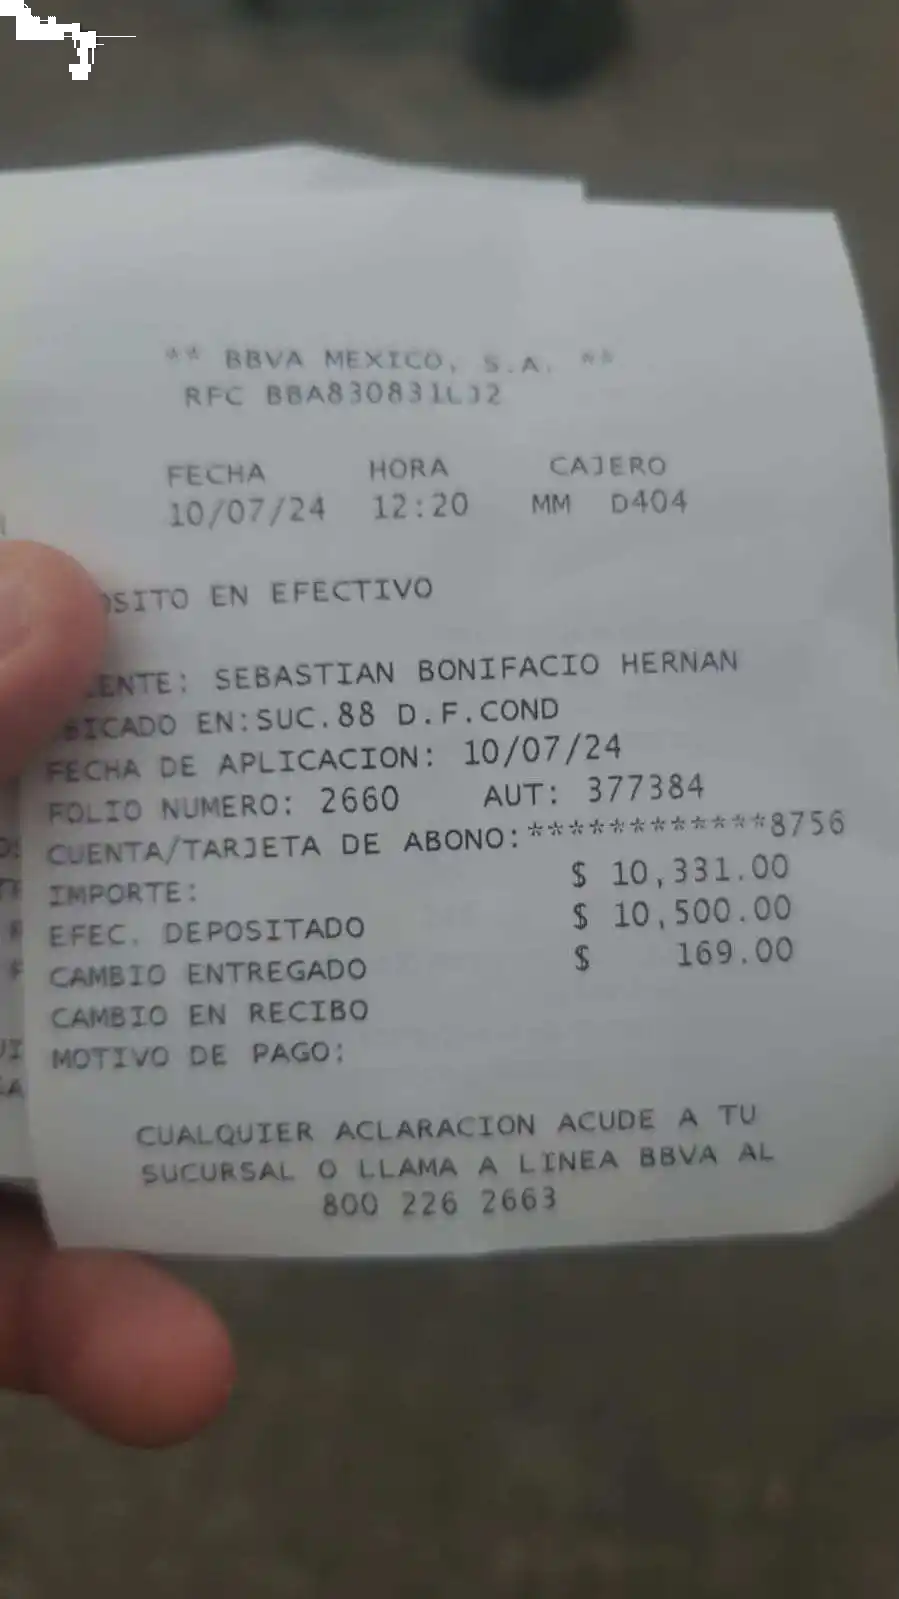 ** BBVA MEXICO, S.A. **
RFC BBA830831LJ2
FECHA HORA CAJERO
10/07/24 12:20 MM D404
OSITO EN EFECTIVO
IENTE: SEBASTIAN BONIFACIO HERNAN
BICADO EN:SUC.88 D.F.COND
FECHA DE APLICACION: 10/07/24
FOLIO NUMERO: 2660 AUT: 377384
CUENTA/TARJETA DE ABONO:************8756
IMPORTE: $ 10,331.00
EFEC. DEPOSITADO $ 10,500.00
CAMBIO ENTREGADO $ 169.00
CAMBIO EN RECIBO
MOTIVO DE PAGO:
CUALQUIER ACLARACION ACUDE A TU
SUCURSAL O LLAMA A LINEA BBVA AL
800 226 2663